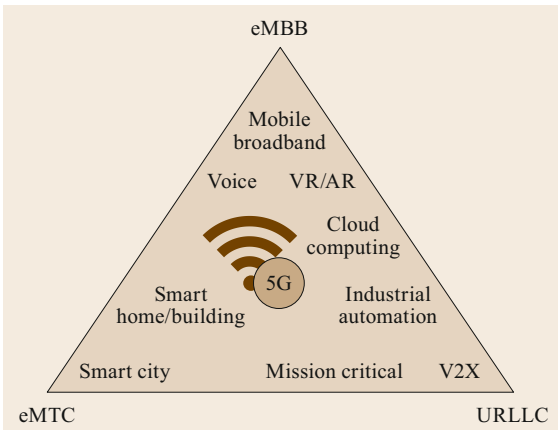 eMBB
Mobile
broadband
Voice VR/AR
Cloud
computing
5G
Smart
home/building
Industrial
automation
Smart city Mission critical V2X
eMTC URLLC